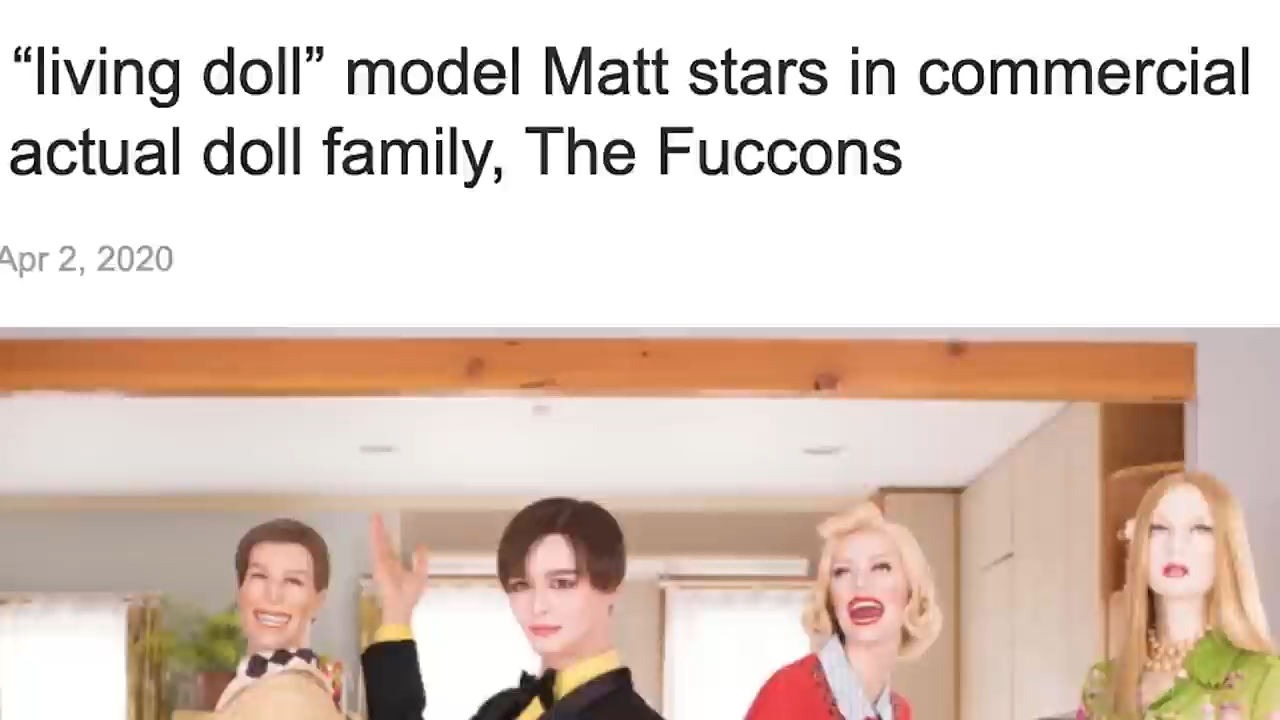 “living doll” model Matt stars in commercial
actual doll family, The Fuccons
Apr 2, 2020